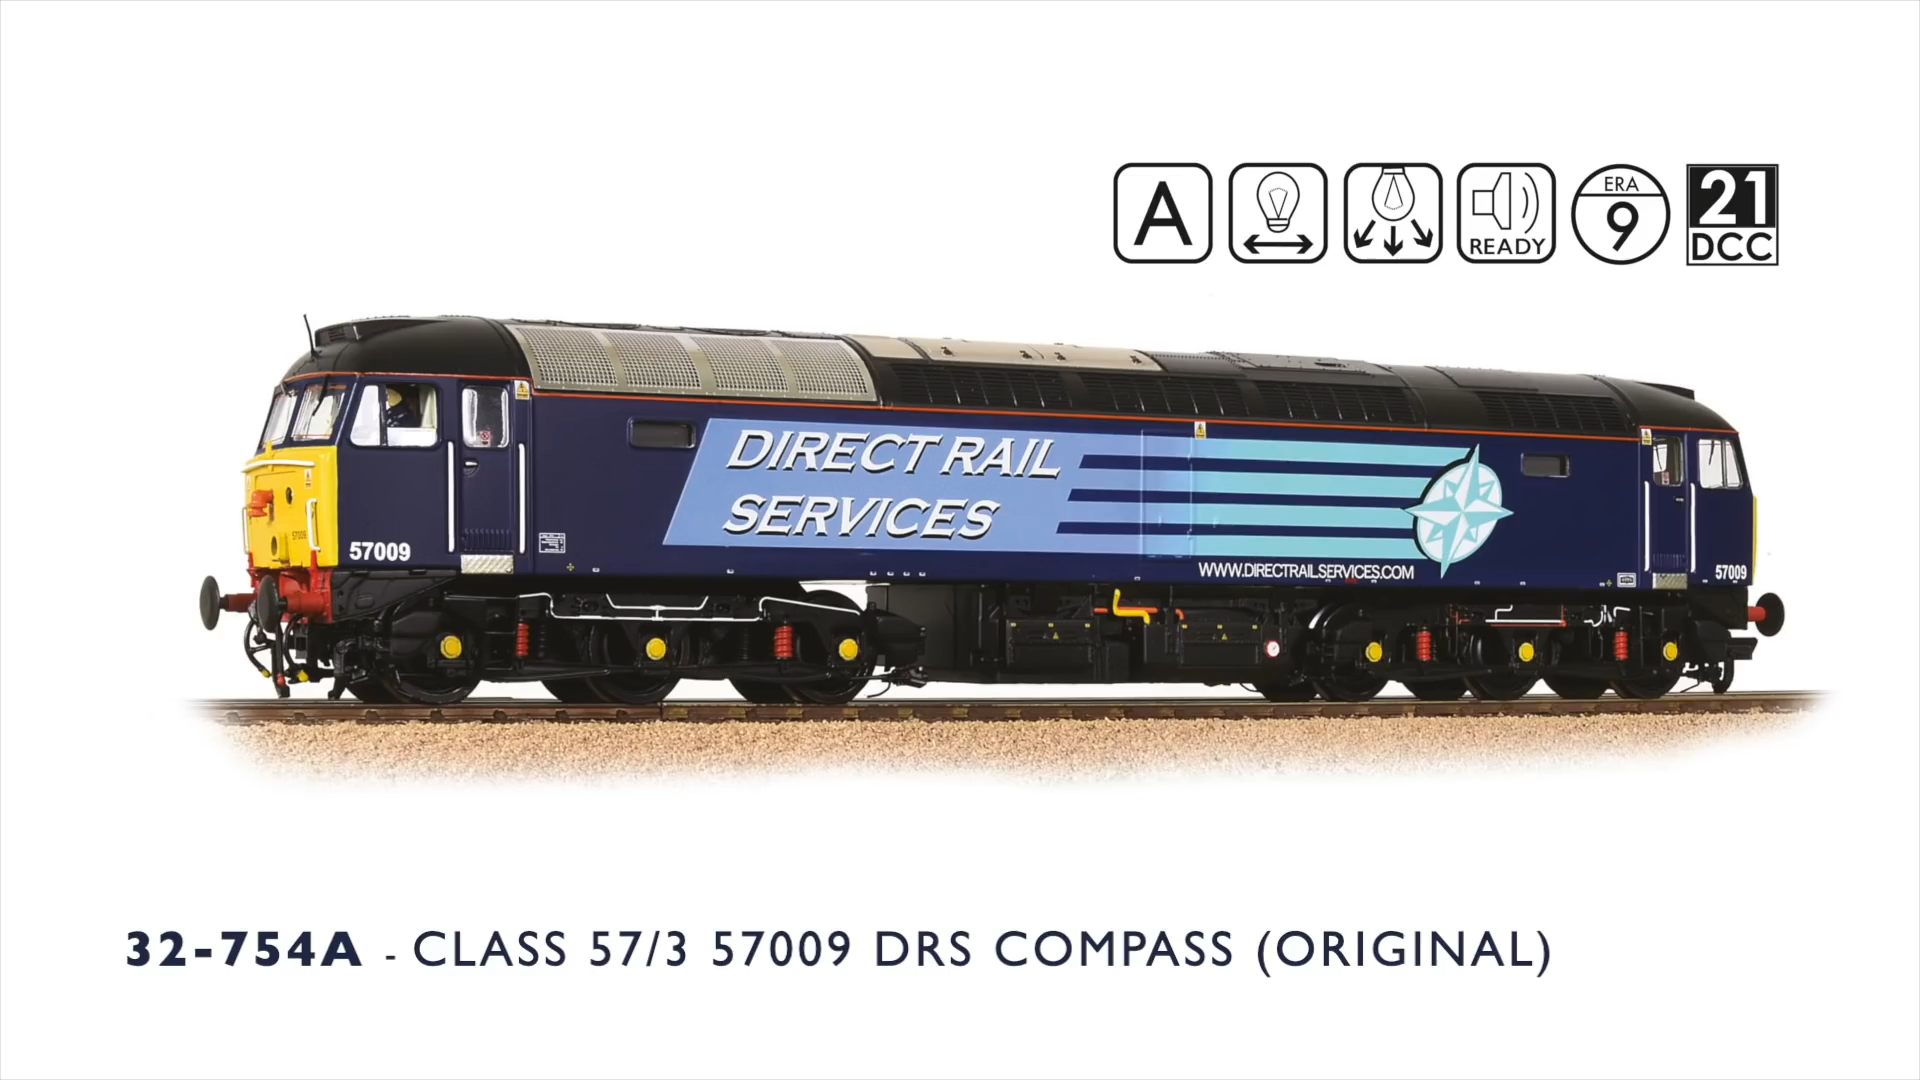 A
READY
ERA
9
21
DCC
DIRECT RAIL
SERVICES
57009
WWW.DIRECTRAILSERVICES.COM
57009
57009
32-754A - CLASS 57/3 57009 DRS COMPASS (ORIGINAL)